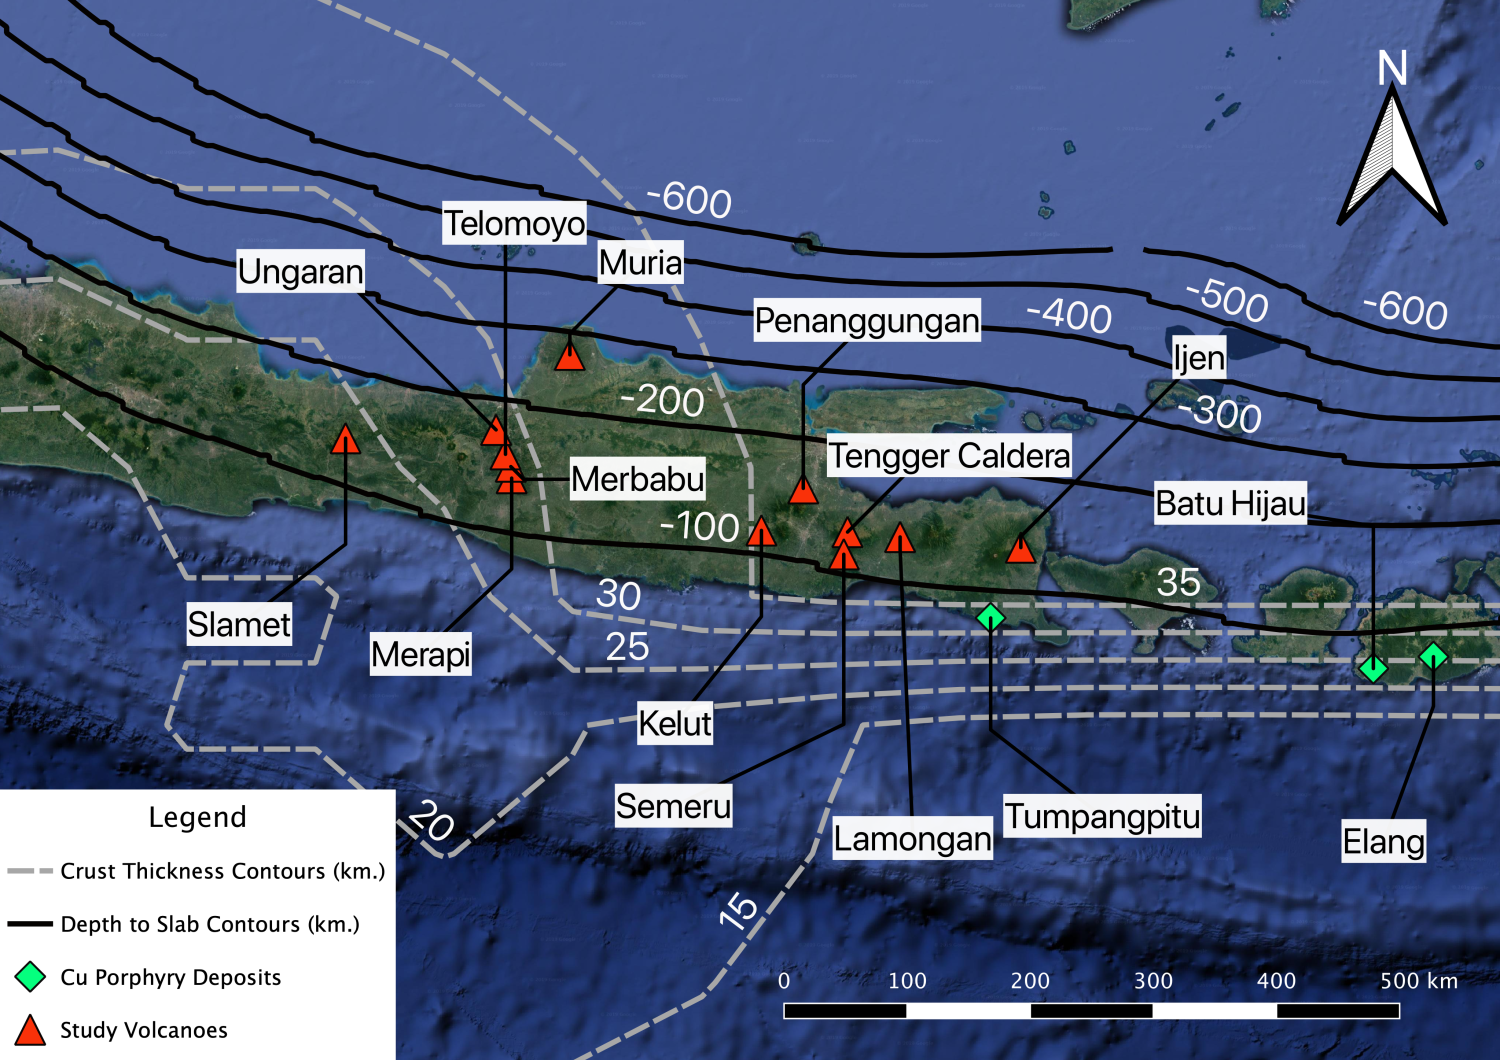 N
-600
Telomoyo
Muria
Ungaran
-500
-600
-400
Penanggungan
Ijen
-200
-300
Tengger Caldera
Merbabu
Batu Hijau
-100
35
30
25
Slamet
Merapi
Kelut
Semeru
Tumpangpitu
Lamongan
Elang
20
15
Legend
Crust Thickness Contours (km.)
Depth to Slab Contours (km.)
Cu Porphyry Deposits
Study Volcanoes
0 100 200 300 400 500 km